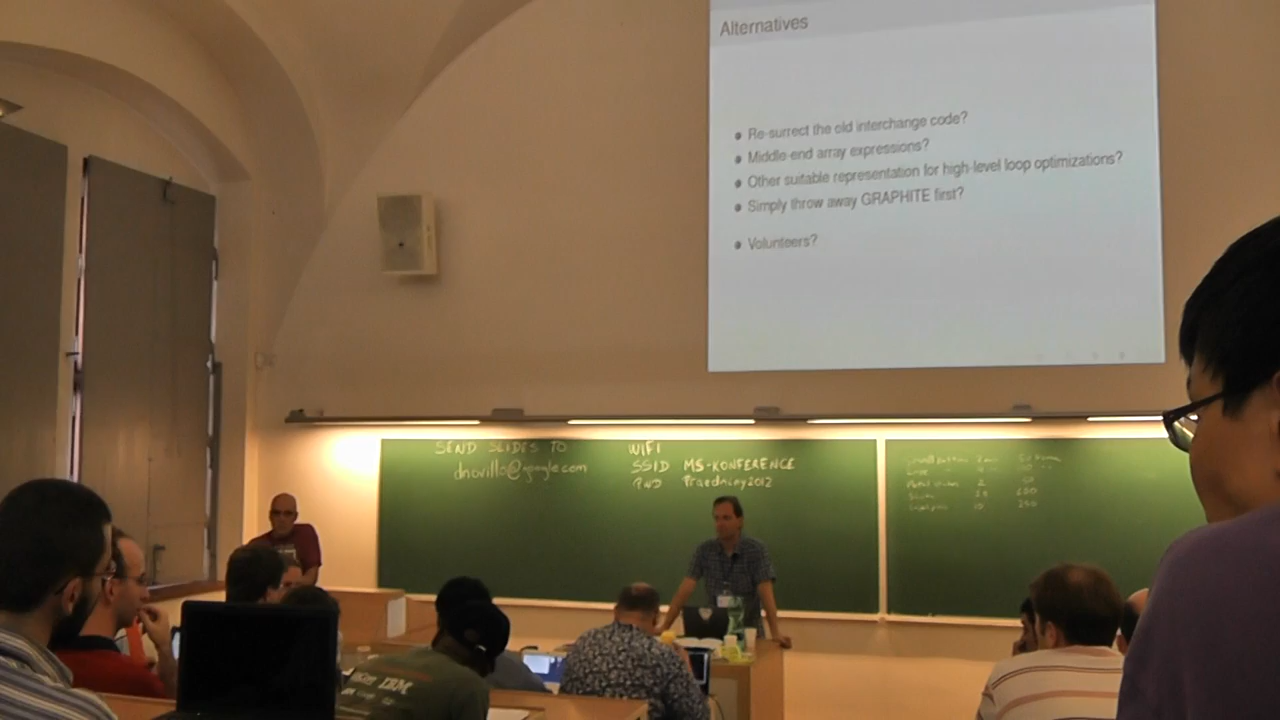 Alternatives
Re-surrect the old interchange code?
Middle-end array expressions?
Other suitable representation for high-level loop optimizations?
Simply throw away GRAPHITE first?
Volunteers?
SEND SLIDES TO
dnovillo@google.com
WIFI
SSID MS-KONFERENCE
PWD Prazedniny2012
IBM